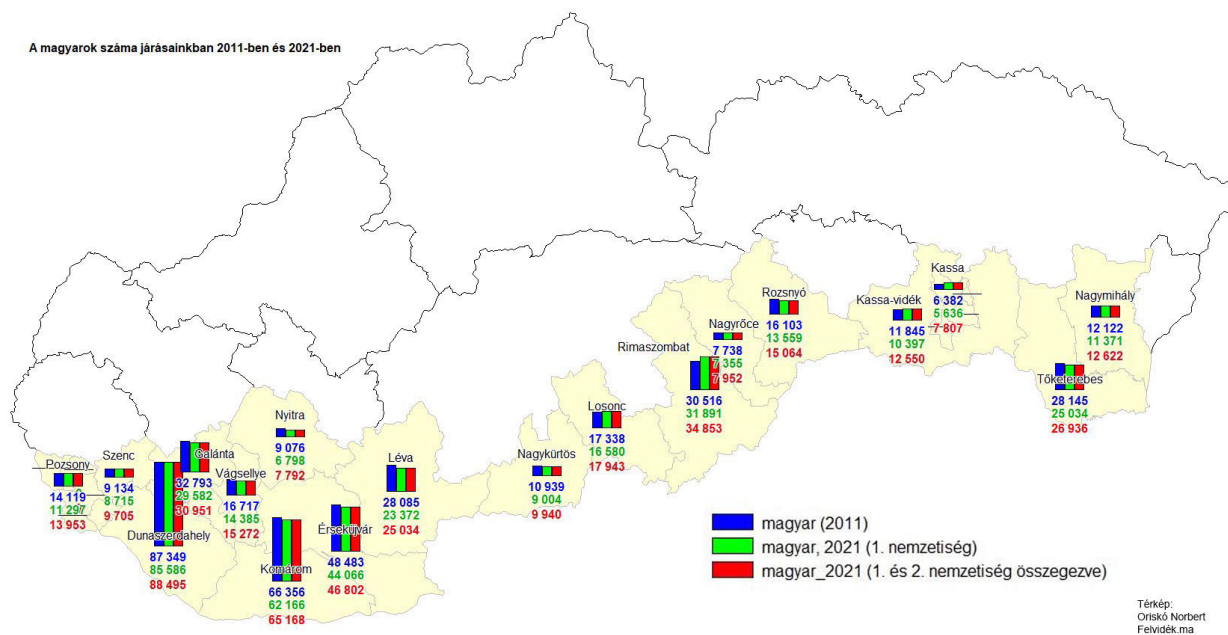 A magyarok száma járásainkban 2011-ben és 2021-ben
Kassa
6 382
5 636
7 807
Kassa-vidék
11 845
10 397
12 550
Nagymihály
12 122
11 371
12 622
Rozsnyó
16 103
13 559
15 064
Nagyrőce
7 738
7 355
7 952
Rimaszombat
30 516
31 891
34 853
Tőketerebes
28 145
25 034
26 936
Losonc
17 338
16 580
17 943
Nyitra
9 076
6 798
7 792
Nagykürtös
10 939
9 004
9 940
Léva
28 085
23 372
25 034
Galánta
32 793
29 582
30 951
Szenc
9 134
8 715
9 705
Pozsony
14 119
11 297
13 953
Vágsellye
16 717
14 385
15 272
Dunaszerdahely
87 349
85 586
88 495
Érsekújvár
48 483
44 066
46 802
Komárom
66 356
62 166
65 168
magyar (2011)
magyar, 2021 (1. nemzetiség)
magyar_2021 (1. és 2. nemzetiség összegezve)
Térkép:
Oriskó Norbert
Felvidék.ma